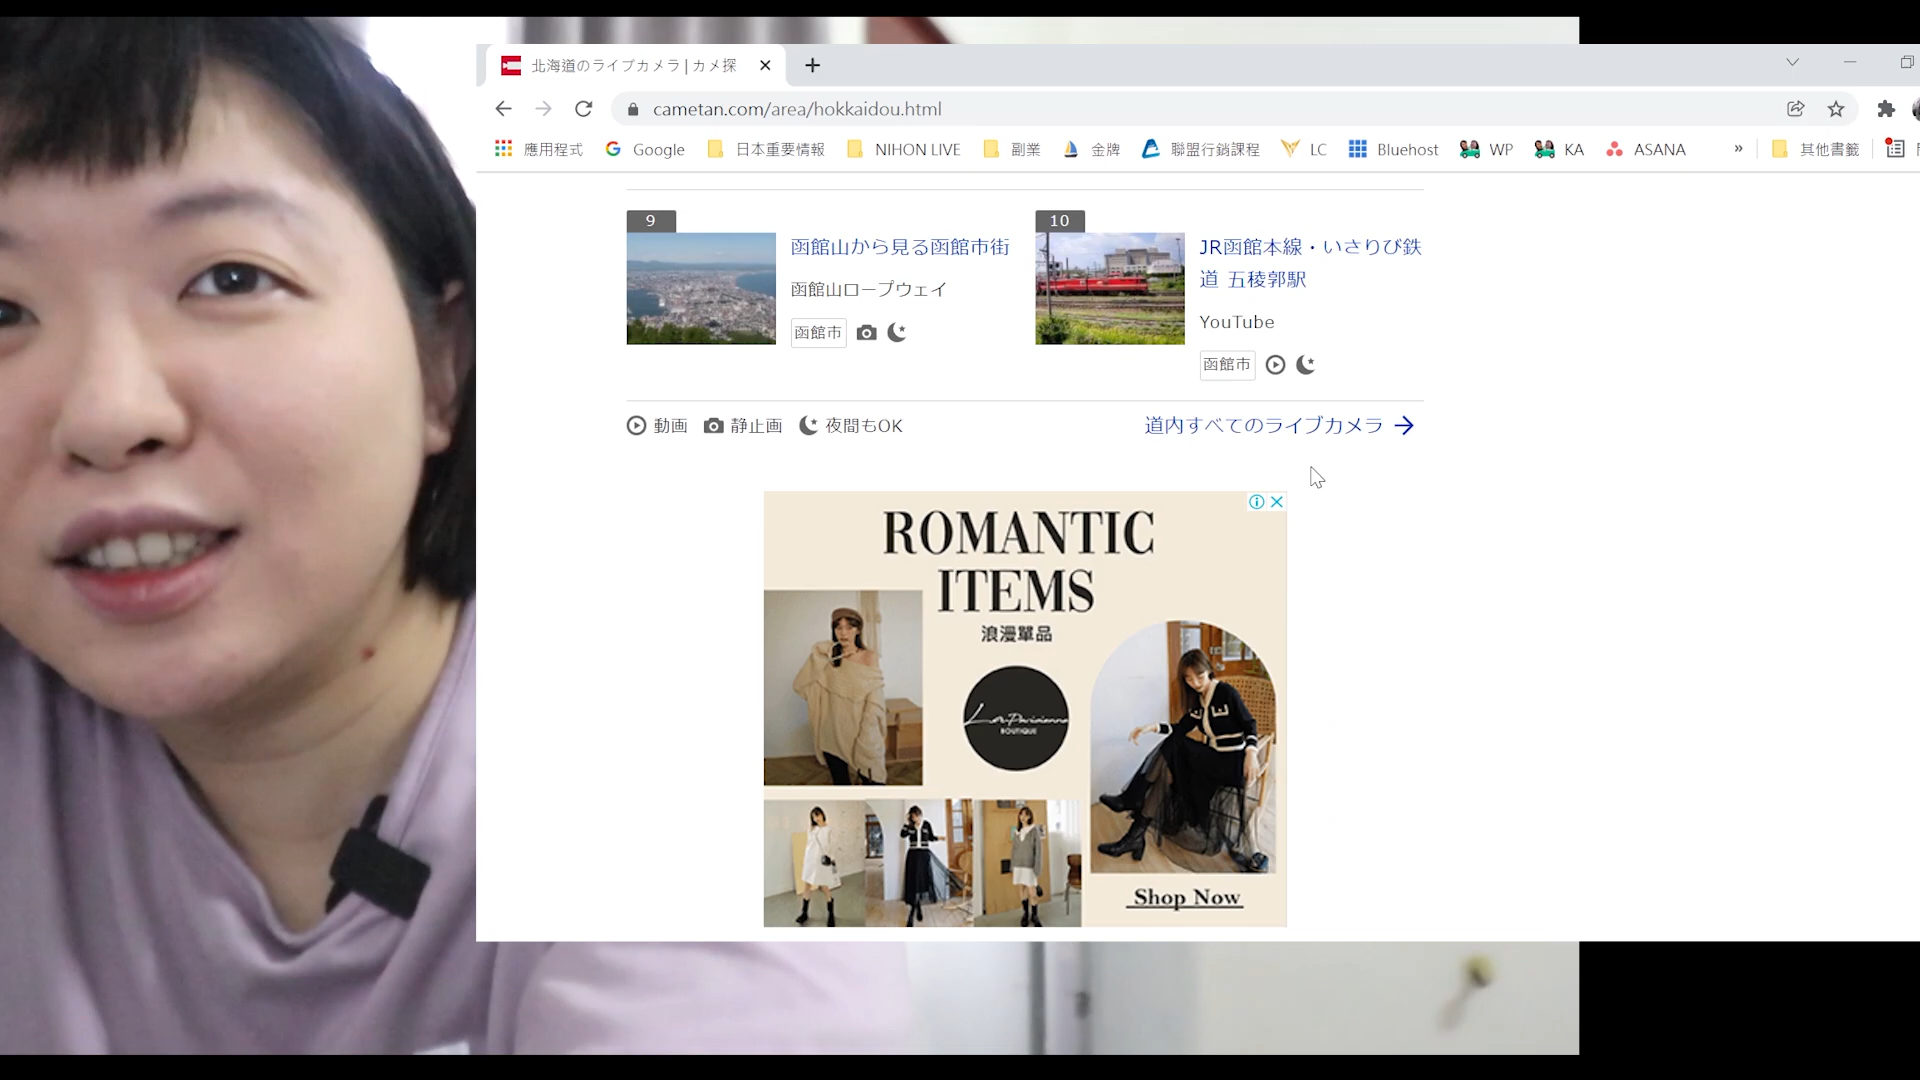 北海道のライブカメラ | カメ探
cametan.com/area/hokkaidou.html
應用程式 Google 日本重要情報 NIHON LIVE 副業 金牌 聯盟行銷課程 LC Bluehost WP KA ASANA » 其他書籤
9
函館山から見る函館市街
函館山ロープウェイ
函館市
10
JR函館本線・いさりび鉄
道 五稜郭駅
YouTube
函館市
動画 静止画 夜間もOK
道内すべてのライブカメラ
ROMANTIC
ITEMS
浪漫單品
La Parisienne
BOUTIQUE
Shop Now